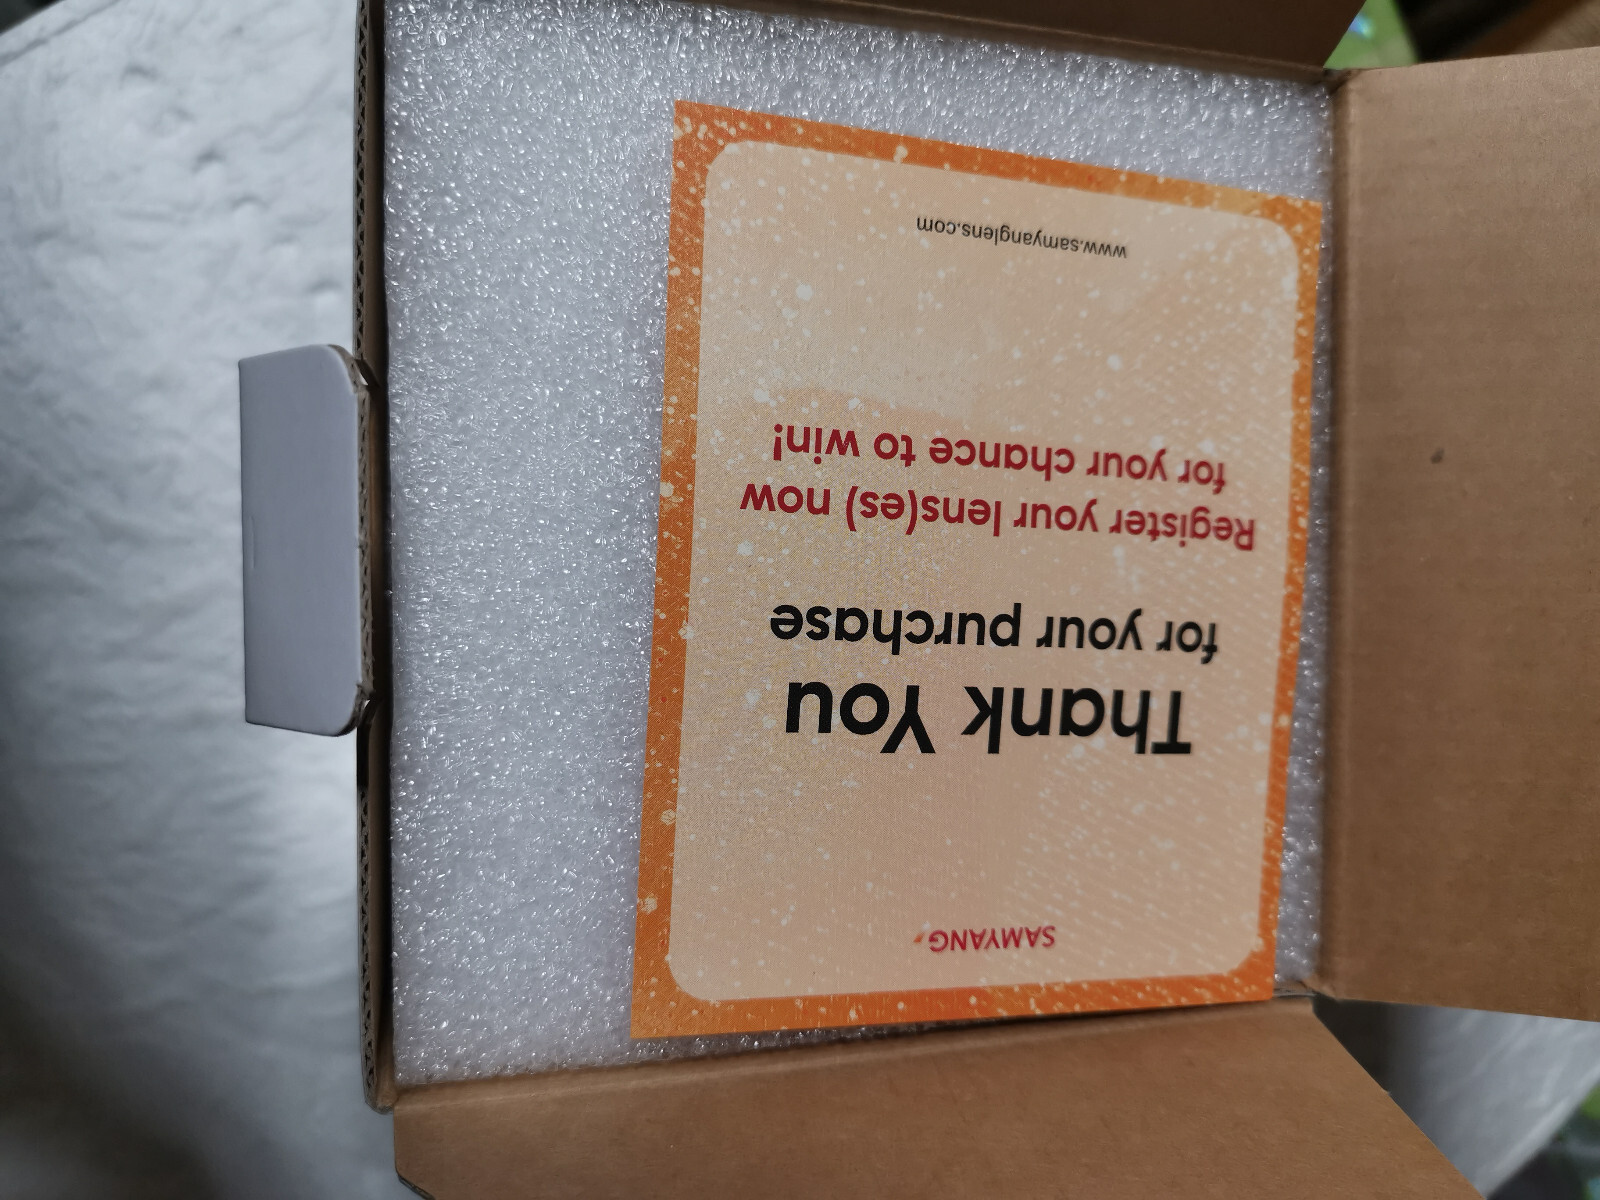 SAMYANG
Thank You
for your purchase
Register your lens(es) now
for your chance to win!
www.samyanglens.com